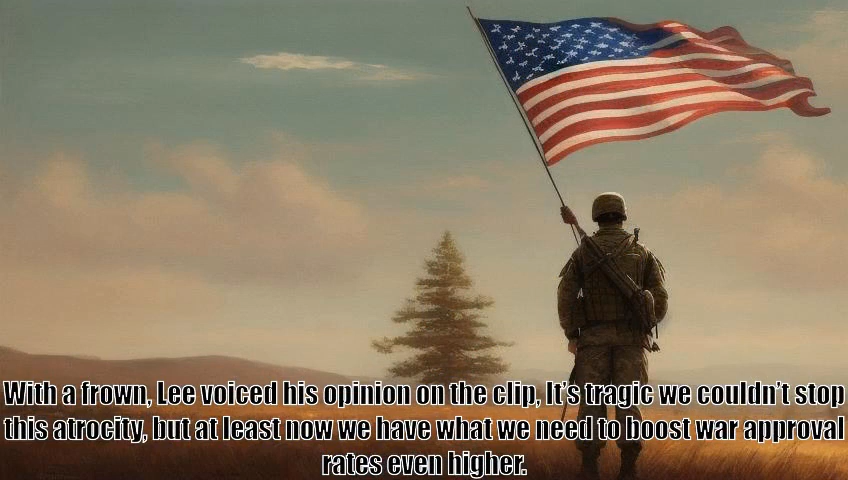 With a frown, Lee voiced his opinion on the clip, It’s tragic we couldn’t stop
this atrocity, but at least now we have what we need to boost war approval
rates even higher.